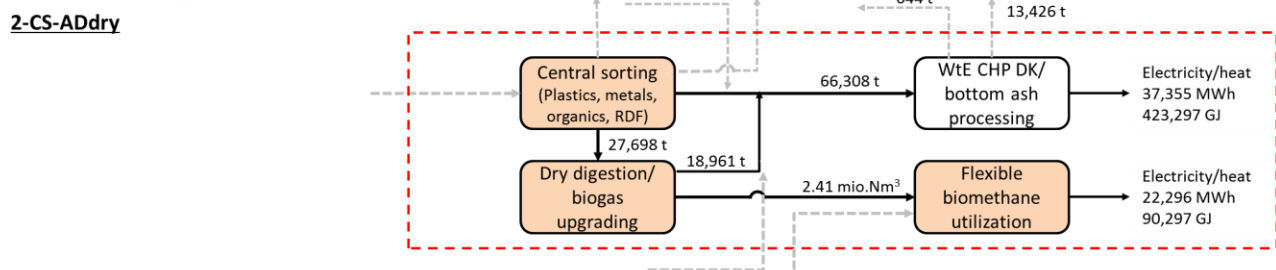 2-CS-ADdry
644 t
13,426 t
Central sorting
(Plastics, metals,
organics, RDF)
66,308 t
WtE CHP DK/
bottom ash
processing
Electricity/heat
37,355 MWh
423,297 GJ
27,698 t
18,961 t
Dry digestion/
biogas
upgrading
2.41 mio.Nm³
Flexible
biomethane
utilization
Electricity/heat
22,296 MWh
90,297 GJ